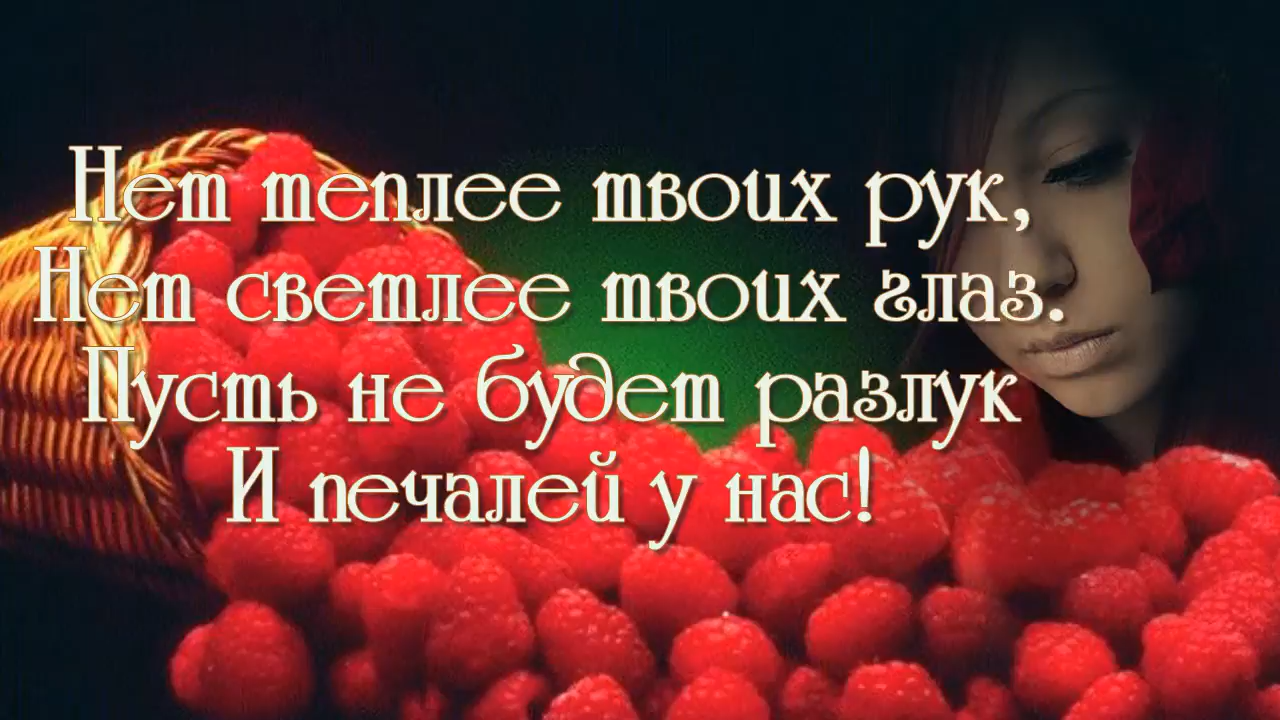 Нет теплее твоих рук,
Нет светлее твоих глаз.
Пусть не будет разлук
И печалей у нас!